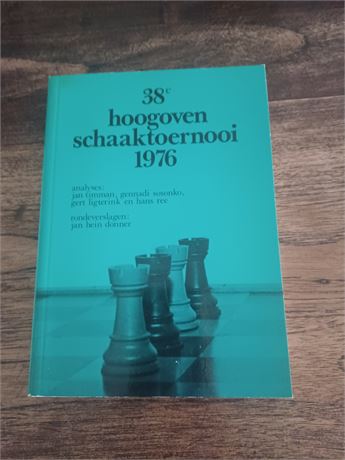 38e
hoogoven
schaaktoernooi
1976
analyses:
jan timman, gennadi sosonko,
gert ligterink en hans ree
rondeverslagen:
jan hein donner